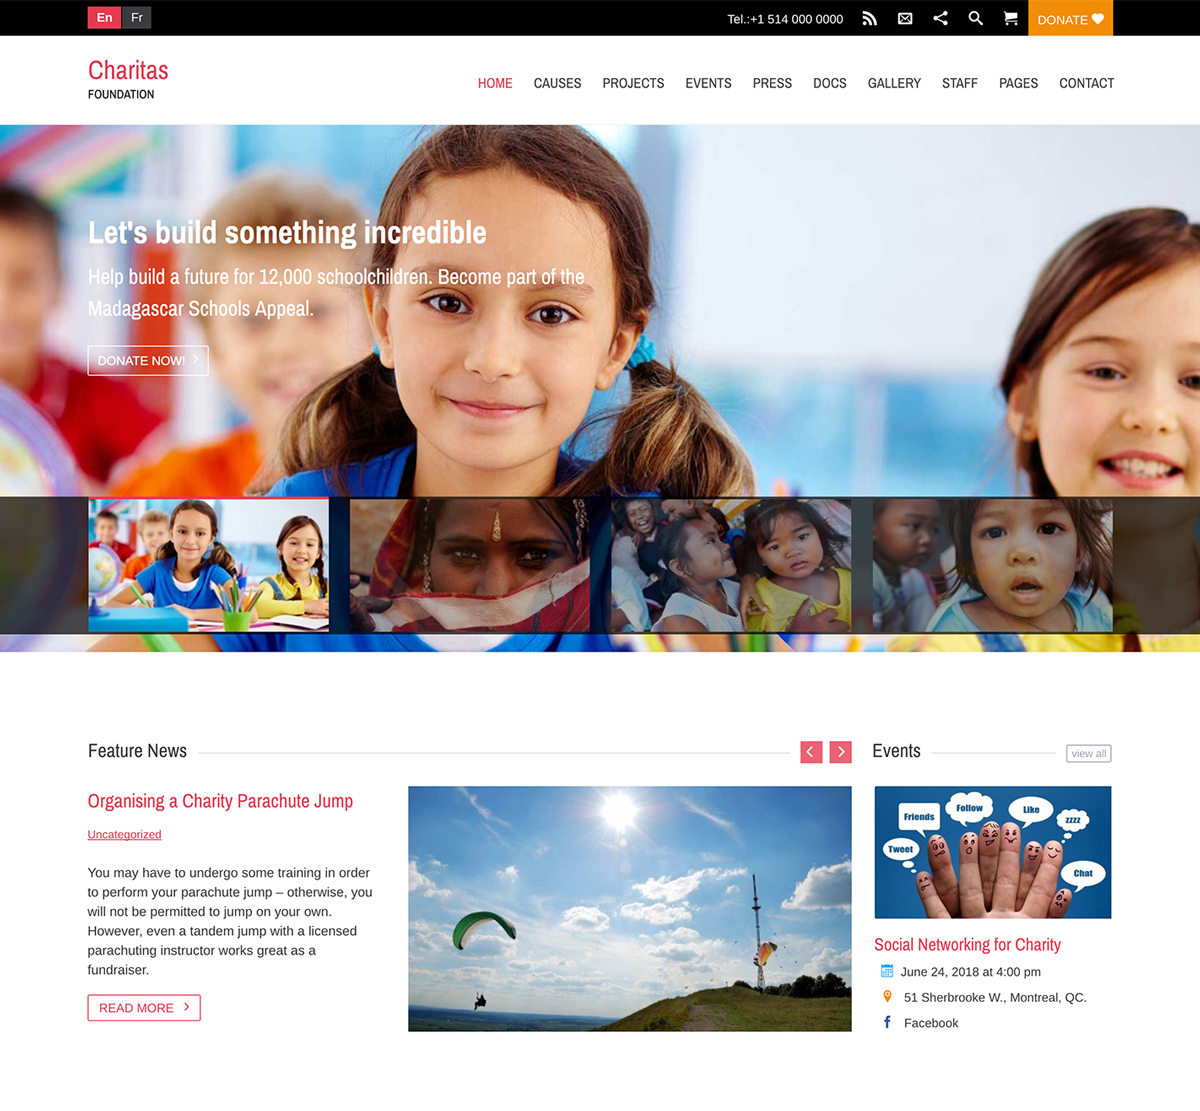 En Fr Tel.:+1 514 000 0000 DONATE
Charitas
FOUNDATION
HOME CAUSES PROJECTS EVENTS PRESS DOCS GALLERY STAFF PAGES CONTACT
Let's build something incredible
Help build a future for 12,000 schoolchildren. Become part of the
Madagascar Schools Appeal.
DONATE NOW!
Feature News
Events view all
Organising a Charity Parachute Jump
Uncategorized
You may have to undergo some training in order
to perform your parachute jump – otherwise, you
will not be permitted to jump on your own.
However, even a tandem jump with a licensed
parachuting instructor works great as a
fundraiser.
READ MORE
Friends
Follow
Like
zzzz
Tweet
Chat
Social Networking for Charity
June 24, 2018 at 4:00 pm
51 Sherbrooke W., Montreal, QC.
Facebook